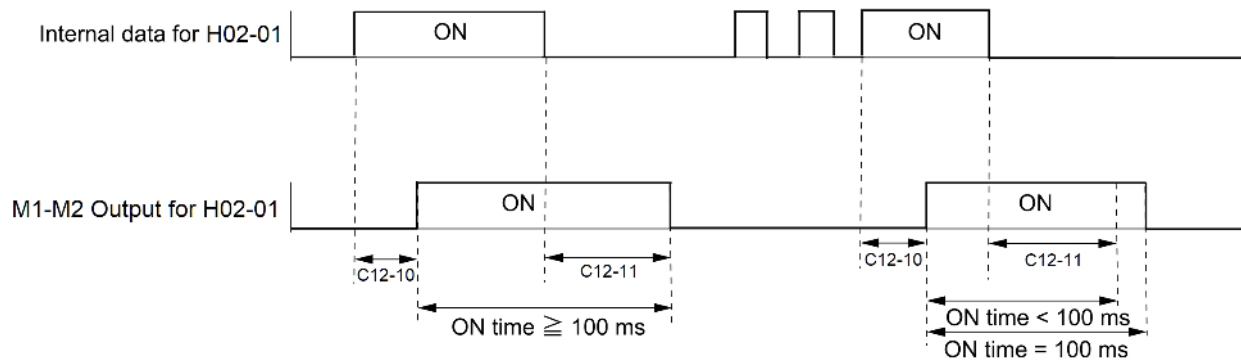 Internal data for H02-01
ON
ON
M1-M2 Output for H02-01
ON
ON
C12-10
C12-11
C12-10
C12-11
ON time ≧ 100 ms
ON time < 100 ms
ON time = 100 ms